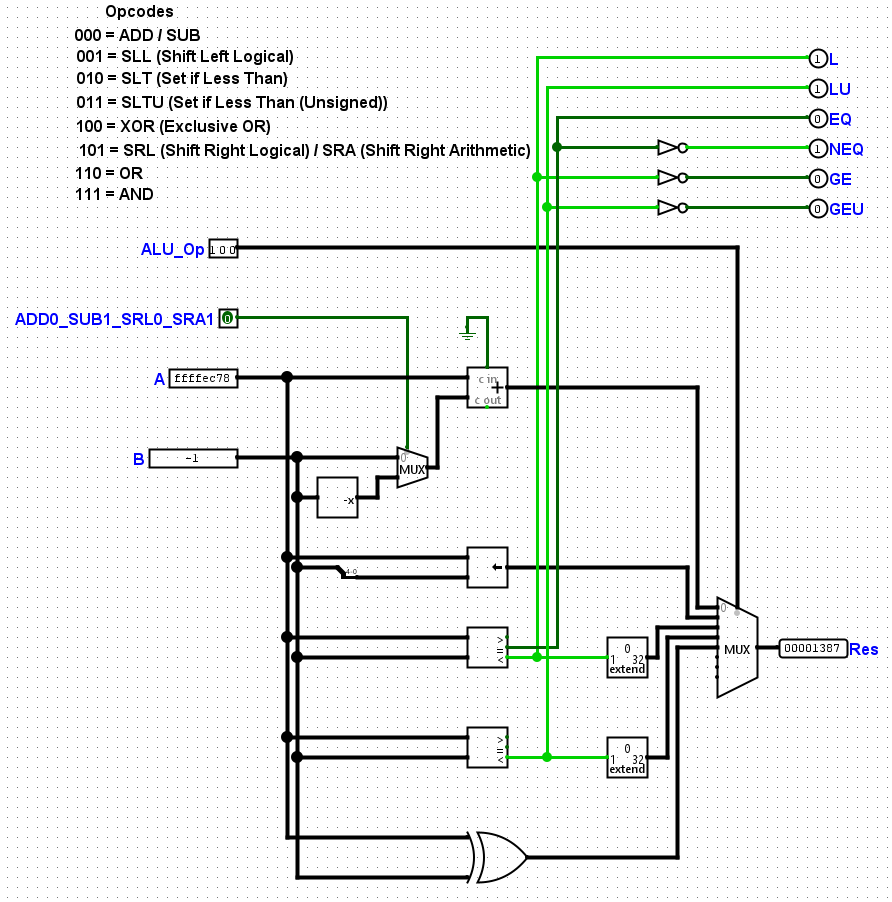 Opcodes
000 = ADD / SUB
001 = SLL (Shift Left Logical)
010 = SLT (Set if Less Than)
011 = SLTU (Set if Less Than (Unsigned))
100 = XOR (Exclusive OR)
101 = SRL (Shift Right Logical) / SRA (Shift Right Arithmetic)
110 = OR
111 = AND
1 L
1 LU
0 EQ
1 NEQ
0 GE
0 GEU
ALU_Op 100
ADD0_SUB1_SRL0_SRA1 0
A ffffec78
c in
+
c out
B -1
0
MUX
-x
4-0
←
>
=
<
0
1 32
extend
0
MUX
00001387 Res
>
=
<
0
1 32
extend